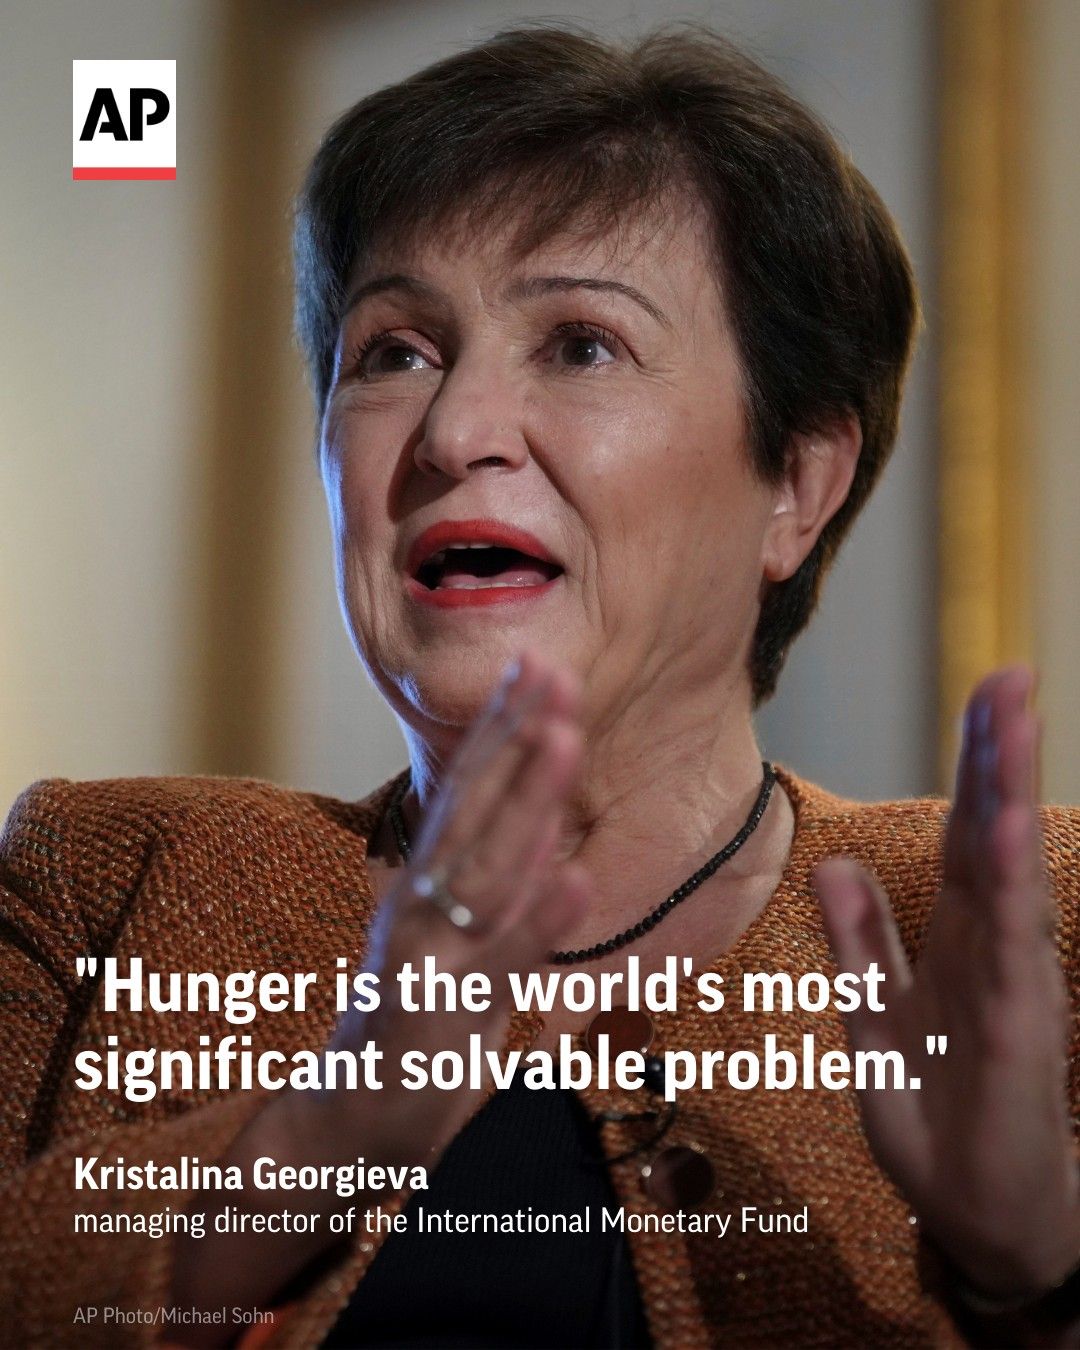 AP
"Hunger is the world's most
significant solvable problem."
Kristalina Georgieva
managing director of the International Monetary Fund
AP Photo/Michael Sohn